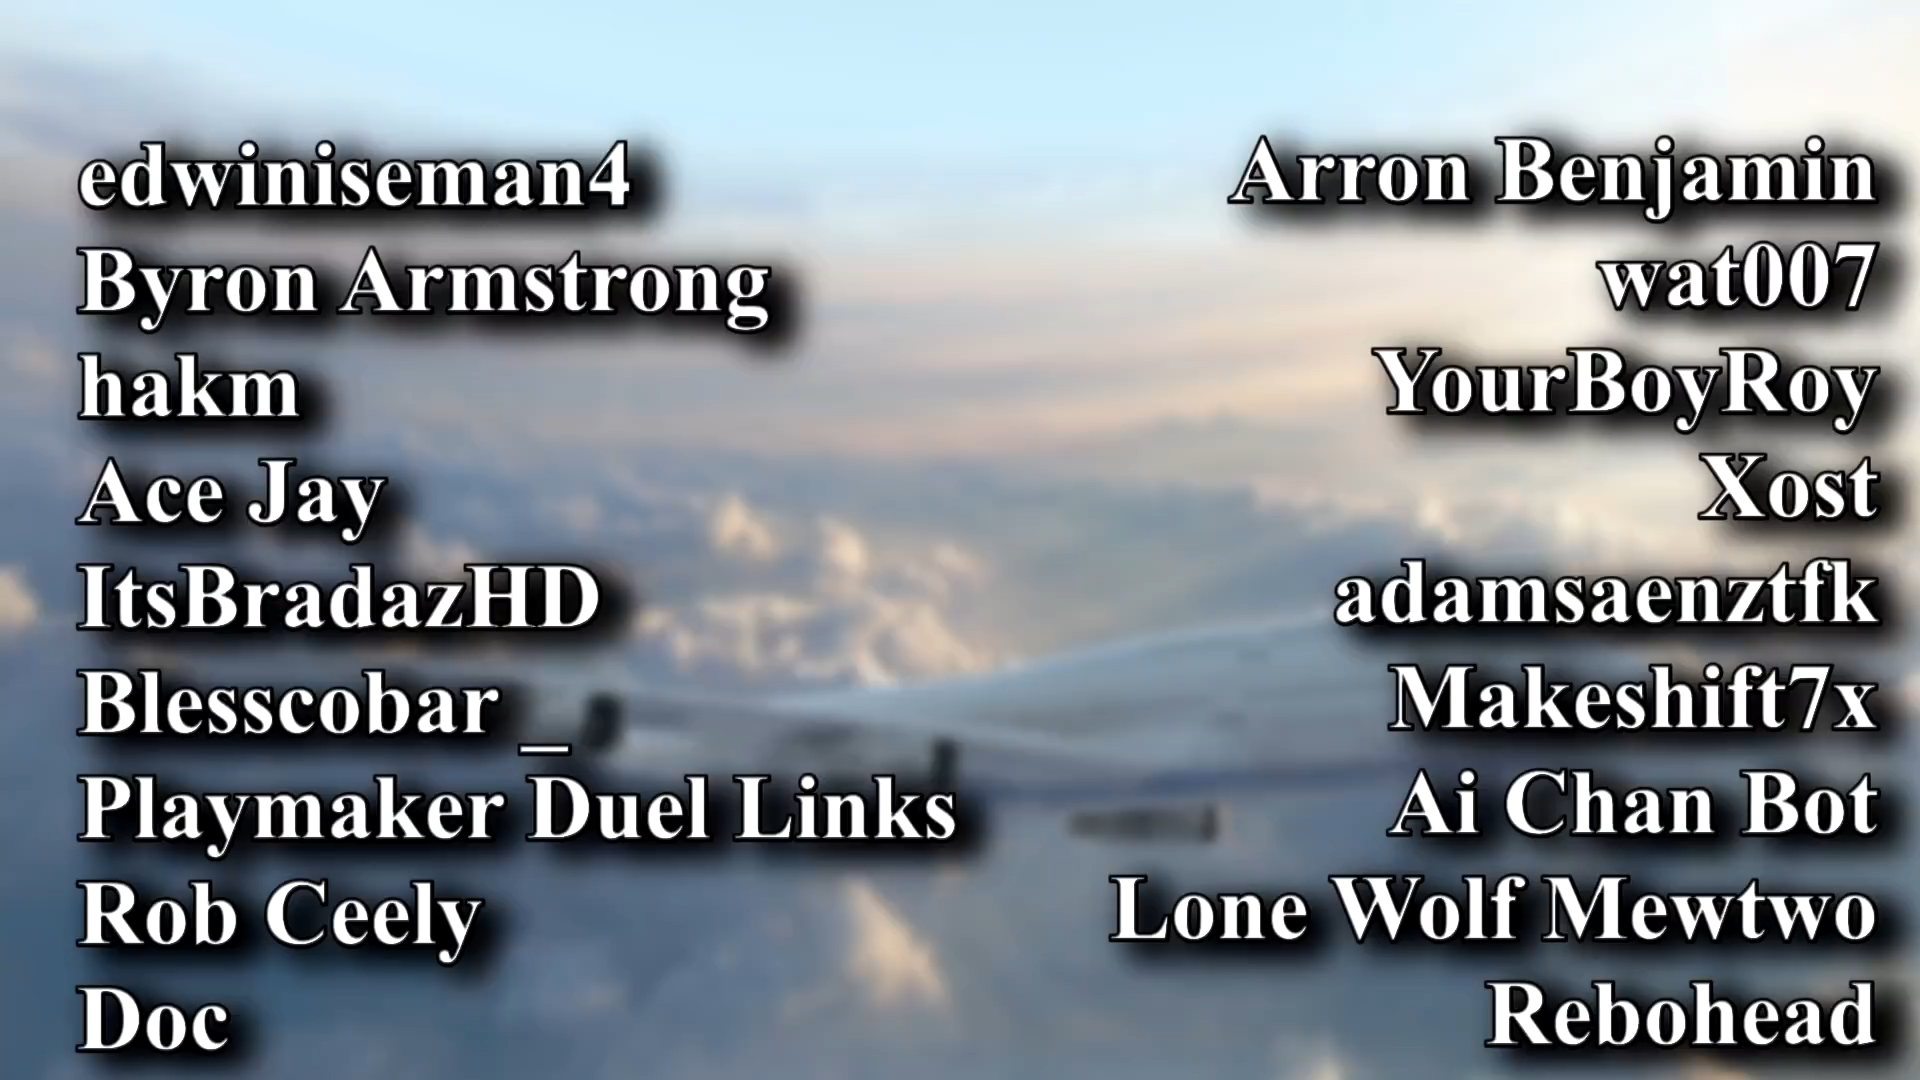 edwiniseman4
Byron Armstrong
hakm
Ace Jay
ItsBradazHD
Blesscobar _
Playmaker Duel Links
Rob Ceely
Doc
Arron Benjamin
wat007
YourBoyRoy
Xost
adamsaenztfk
Makeshift7x
Ai Chan Bot
Lone Wolf Mewtwo
Rebohead